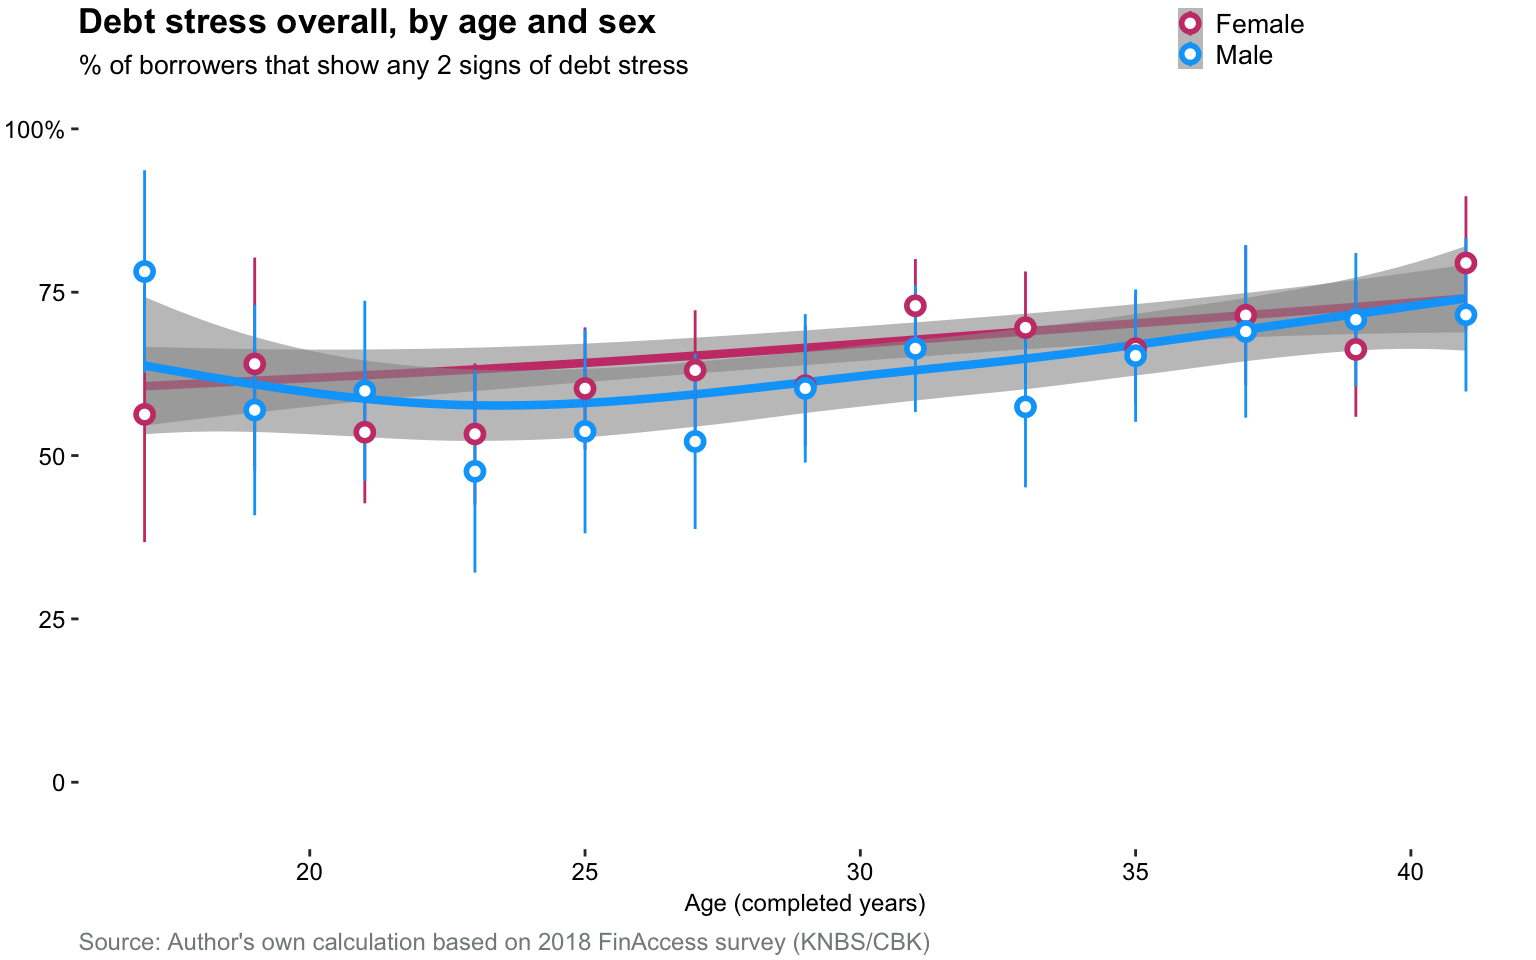 Debt stress overall, by age and sex
% of borrowers that show any 2 signs of debt stress
Female
Male
100%
75
50
25
0
20 25 30 35 40
Age (completed years)
Source: Author's own calculation based on 2018 FinAccess survey (KNBS/CBK)